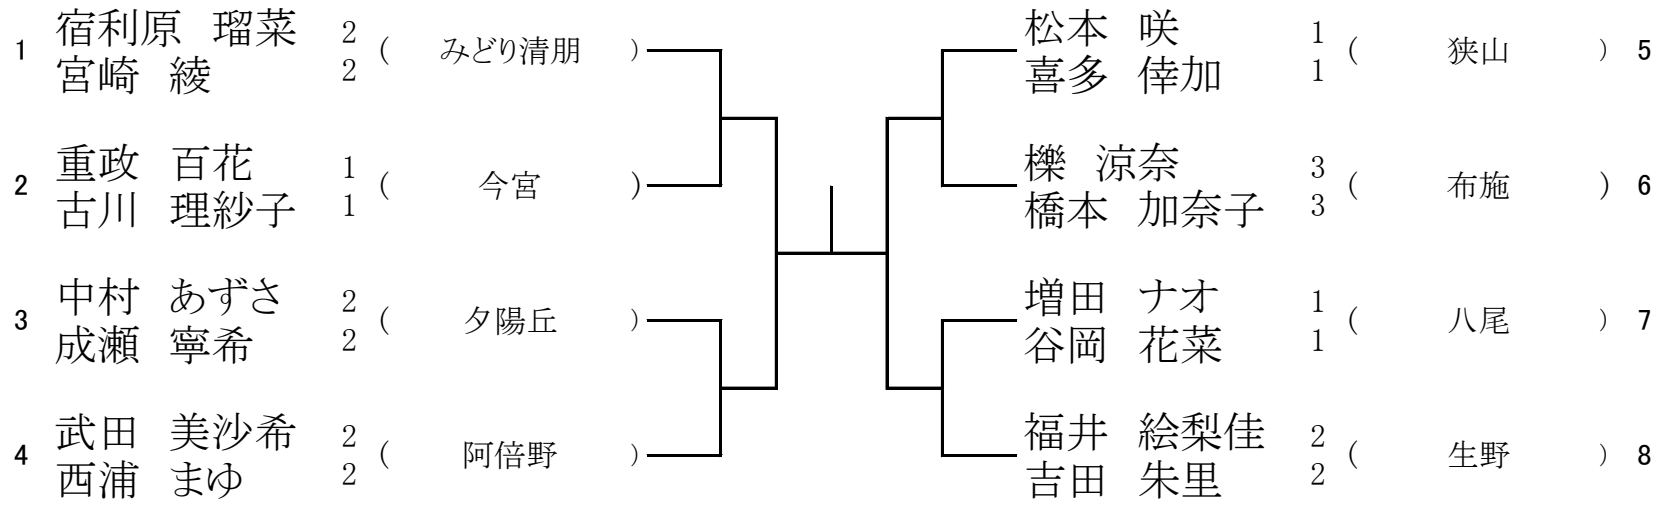 1 宿利原 瑠菜 2 ( みどり清朋 )
宮崎 綾 2
2 重政 百花 1 ( 今宮 )
古川 理紗子 1
3 中村 あずさ 2 ( 夕陽丘 )
成瀬 寧希 2
4 武田 美沙希 2 ( 阿倍野 )
西浦 まゆ 2
松本 咲 1 ( 狭山 ) 5
喜多 倖加 1
櫟 涼奈 3 ( 布施 ) 6
橋本 加奈子 3
増田 ナオ 1 ( 八尾 ) 7
谷岡 花菜 1
福井 絵梨佳 2 ( 生野 ) 8
吉田 朱里 2